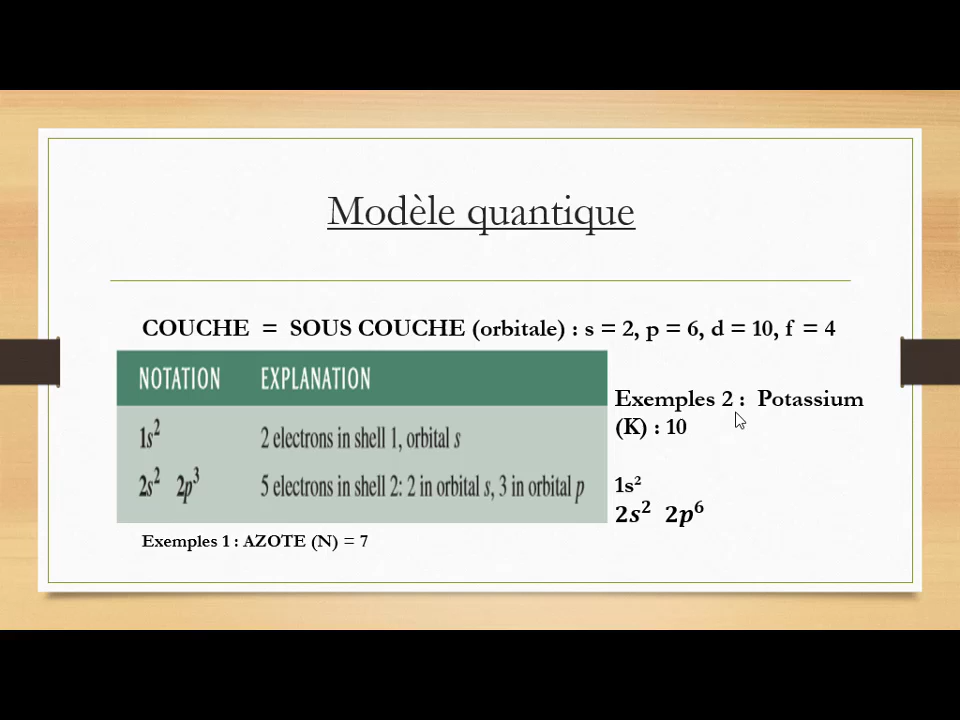 Modèle quantique
COUCHE = SOUS COUCHE (orbitale) : s = 2, p = 6, d = 10, f = 4
NOTATION EXPLANATION
1s² 2 electrons in shell 1, orbital s
2s² 2p³ 5 electrons in shell 2: 2 in orbital s, 3 in orbital p
Exemples 1 : AZOTE (N) = 7
Exemples 2 : Potassium
(K) : 10
1s²
2s² 2p⁶